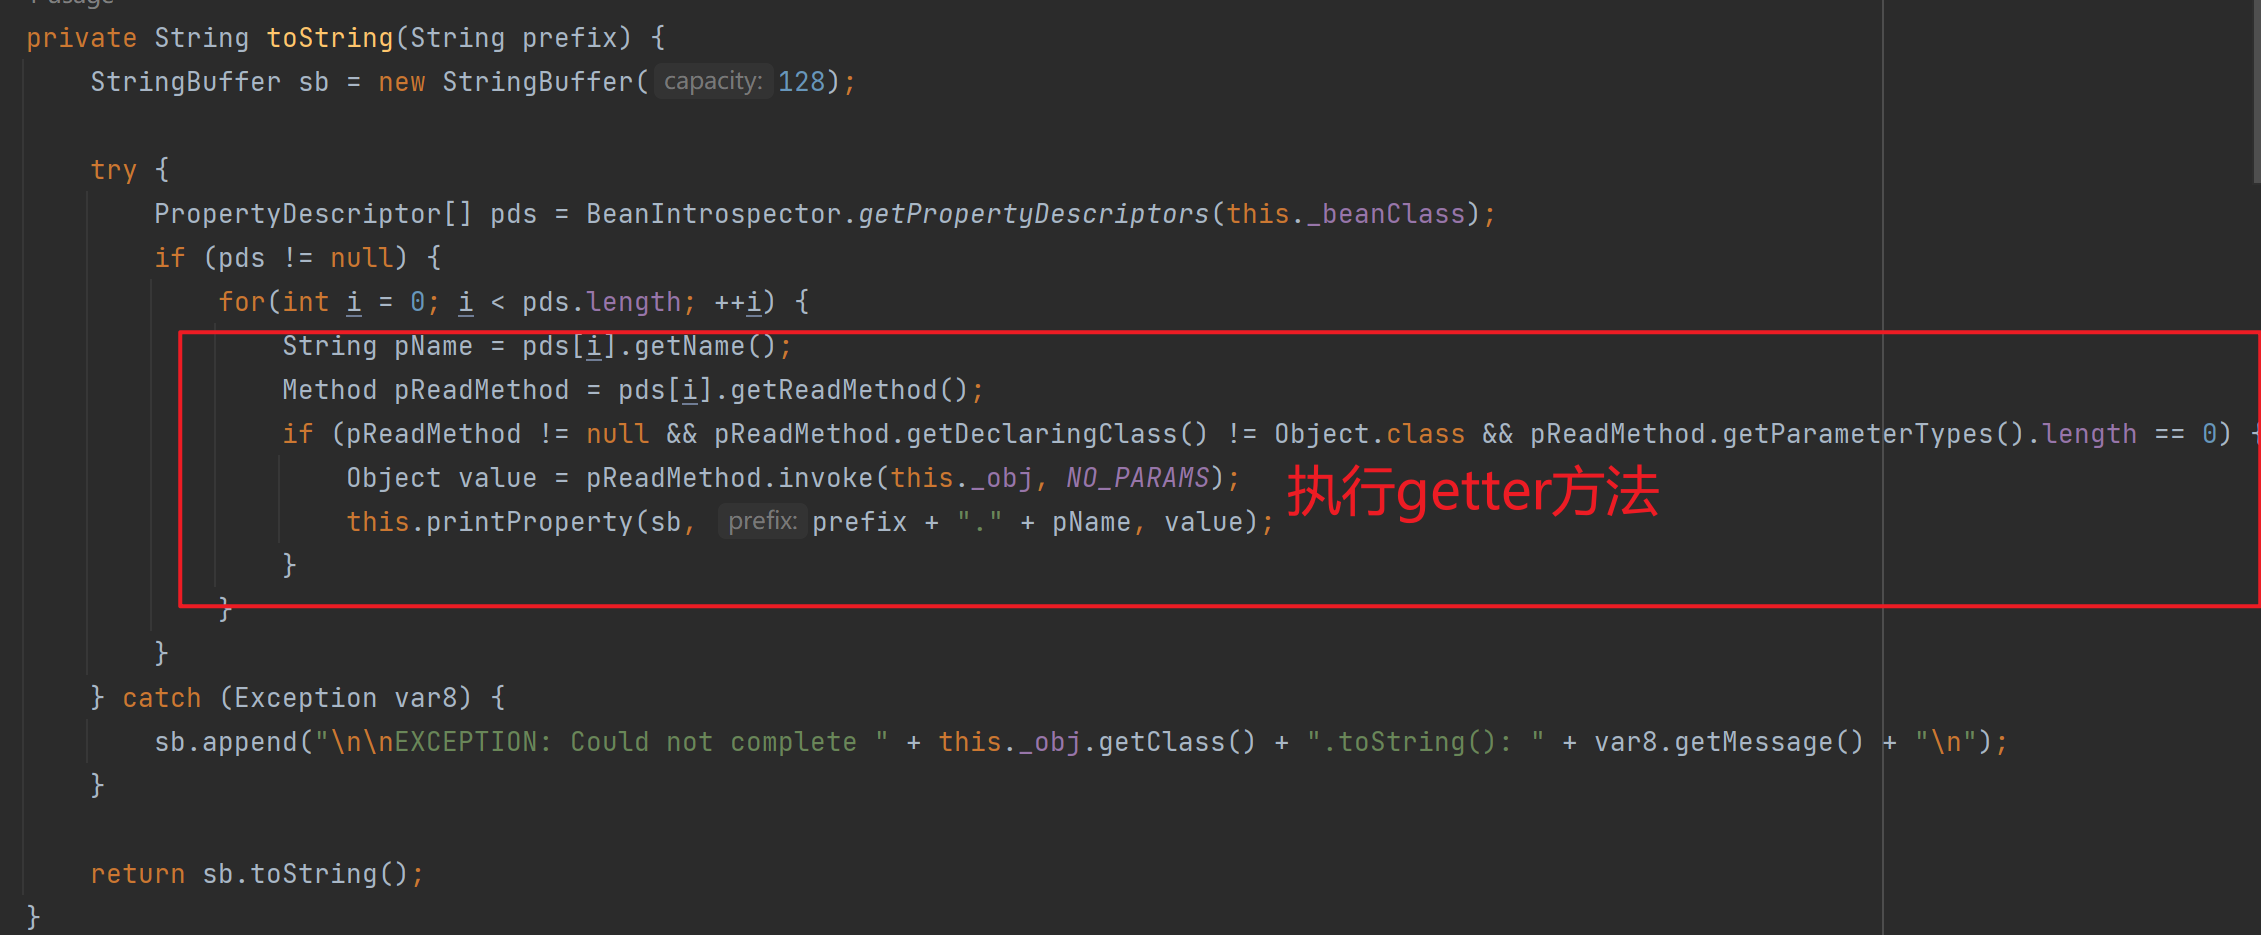 private String toString(String prefix) {
StringBuffer sb = new StringBuffer( capacity: 128);
try {
PropertyDescriptor[] pds = BeanIntrospector.getPropertyDescriptors(this._beanClass);
if (pds != null) {
for(int i = 0; i < pds.length; ++i) {
String pName = pds[i].getName();
Method pReadMethod = pds[i].getReadMethod();
if (pReadMethod != null && pReadMethod.getDeclaringClass() != Object.class && pReadMethod.getParameterTypes().length == 0) {
Object value = pReadMethod.invoke(this._obj, NO_PARAMS);
执行getter方法
this.printProperty(sb, prefix: prefix + "." + pName, value);
}
}
}
} catch (Exception var8) {
sb.append("\n\nEXCEPTION: Could not complete " + this._obj.getClass() + ".toString(): " + var8.getMessage() + "\n");
}
return sb.toString();
}